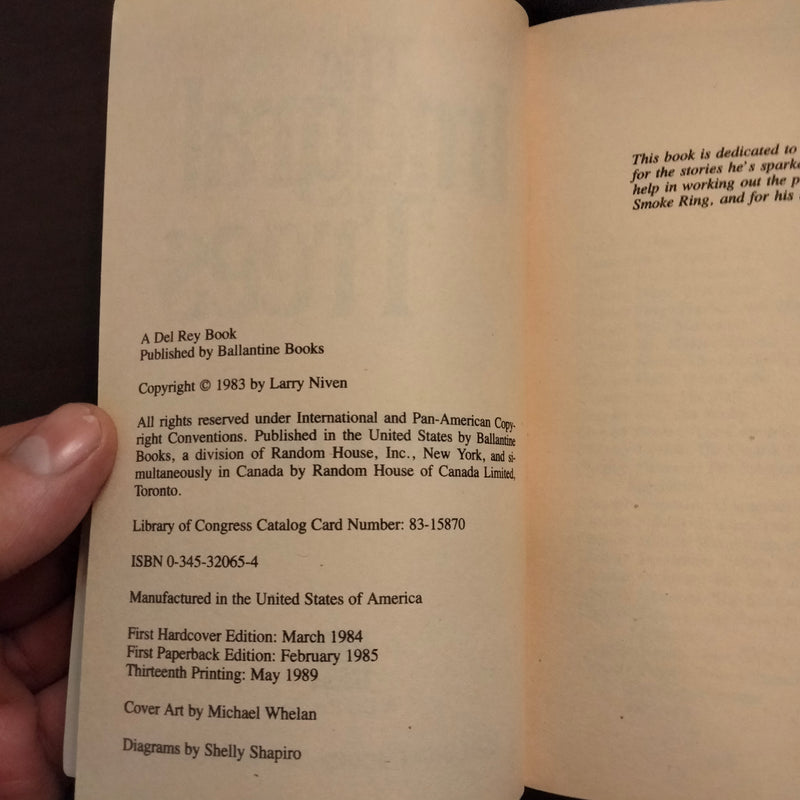 A Del Rey Book
Published by Ballantine Books
Copyright © 1983 by Larry Niven
All rights reserved under International and Pan-American Copy-
right Conventions. Published in the United States by Ballantine
Books, a division of Random House, Inc., New York, and si-
multaneously in Canada by Random House of Canada Limited,
Toronto.
Library of Congress Catalog Card Number: 83-15870
ISBN 0-345-32065-4
Manufactured in the United States of America
First Hardcover Edition: March 1984
First Paperback Edition: February 1985
Thirteenth Printing: May 1989
Cover Art by Michael Whelan
Diagrams by Shelly Shapiro
This book is dedicated to
for the stories he's
help in working out the
Smoke Ring, and for his